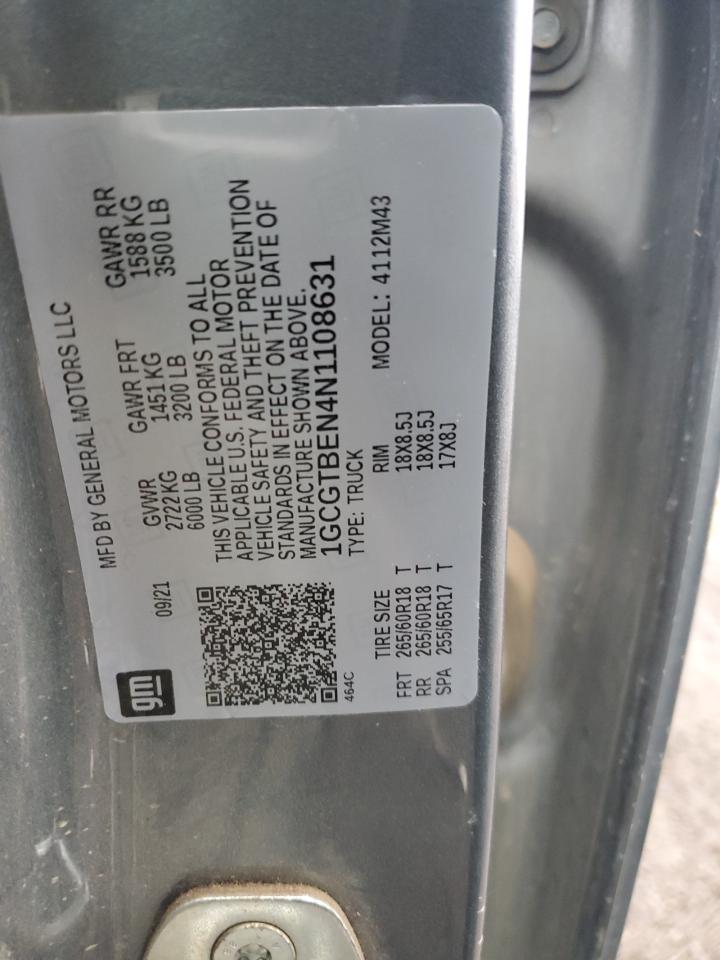 gm
MFD BY GENERAL MOTORS LLC
09/21
GVWR GAWR FRT GAWR RR
2722 KG 1451 KG 1588 KG
6000 LB 3200 LB 3500 LB
THIS VEHICLE CONFORMS TO ALL
APPLICABLE U.S. FEDERAL MOTOR
VEHICLE SAFETY AND THEFT PREVENTION
STANDARDS IN EFFECT ON THE DATE OF
MANUFACTURE SHOWN ABOVE.
1GCGTBEN4N1108631
464C
TYPE: TRUCK MODEL: 4112M43
TIRE SIZE RIM
FRT 265/60R18 T 18X8.5J
RR 265/60R18 T 18X8.5J
SPA 255/65R17 T 17X8J